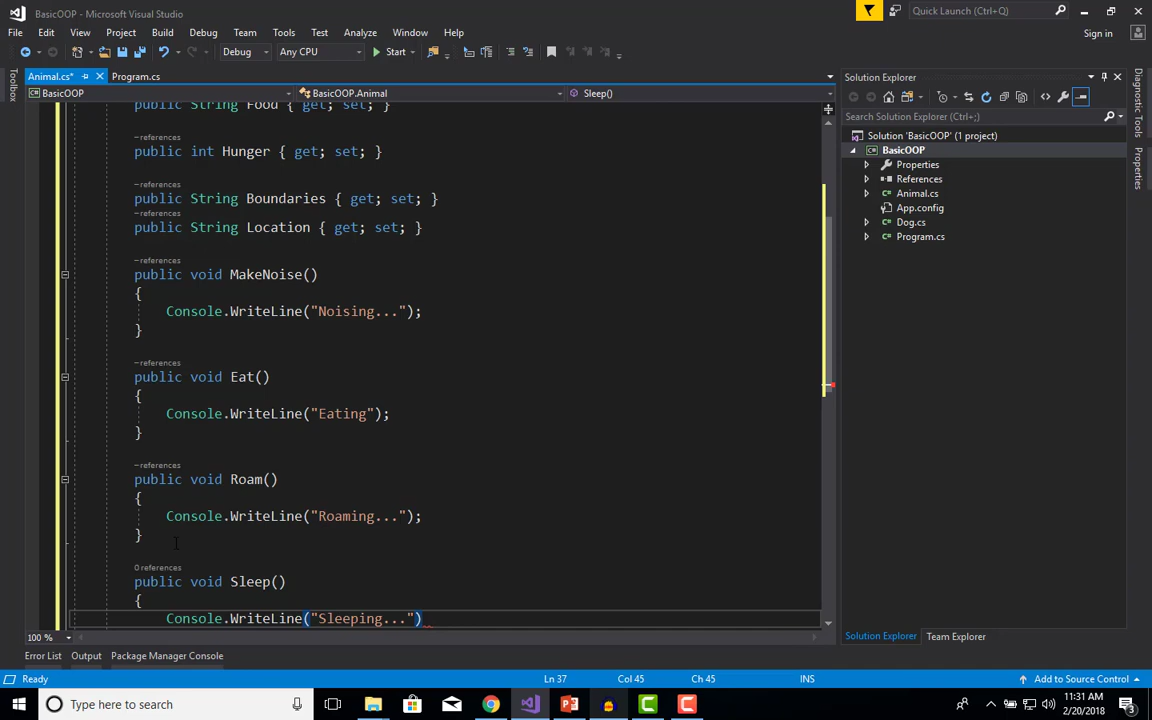 BasicOOP - Microsoft Visual Studio
Quick Launch (Ctrl+Q)
File Edit View Project Build Debug Team Tools Test Analyze Window Help
Sign in
Debug Any CPU Start
Toolbox
Animal.cs* Program.cs
BasicOOP BasicOOP.Animal Sleep()
public String Food { get; set; }
–references
public int Hunger { get; set; }
–references
public String Boundaries { get; set; }
–references
public String Location { get; set; }
–references
public void MakeNoise()
{
Console.WriteLine("Noising...");
}
–references
public void Eat()
{
Console.WriteLine("Eating");
}
–references
public void Roam()
{
Console.WriteLine("Roaming...");
}
0 references
public void Sleep()
{
Console.WriteLine("Sleeping...")
100 %
Solution Explorer
Search Solution Explorer (Ctrl+;)
Solution 'BasicOOP' (1 project)
BasicOOP
Properties
References
Animal.cs
App.config
Dog.cs
Program.cs
Solution Explorer Team Explorer
Diagnostic Tools
Properties
Error List Output Package Manager Console
Ready Ln 37 Col 45 Ch 45 INS Add to Source Control
Type here to search
11:31 AM
2/20/2018
3